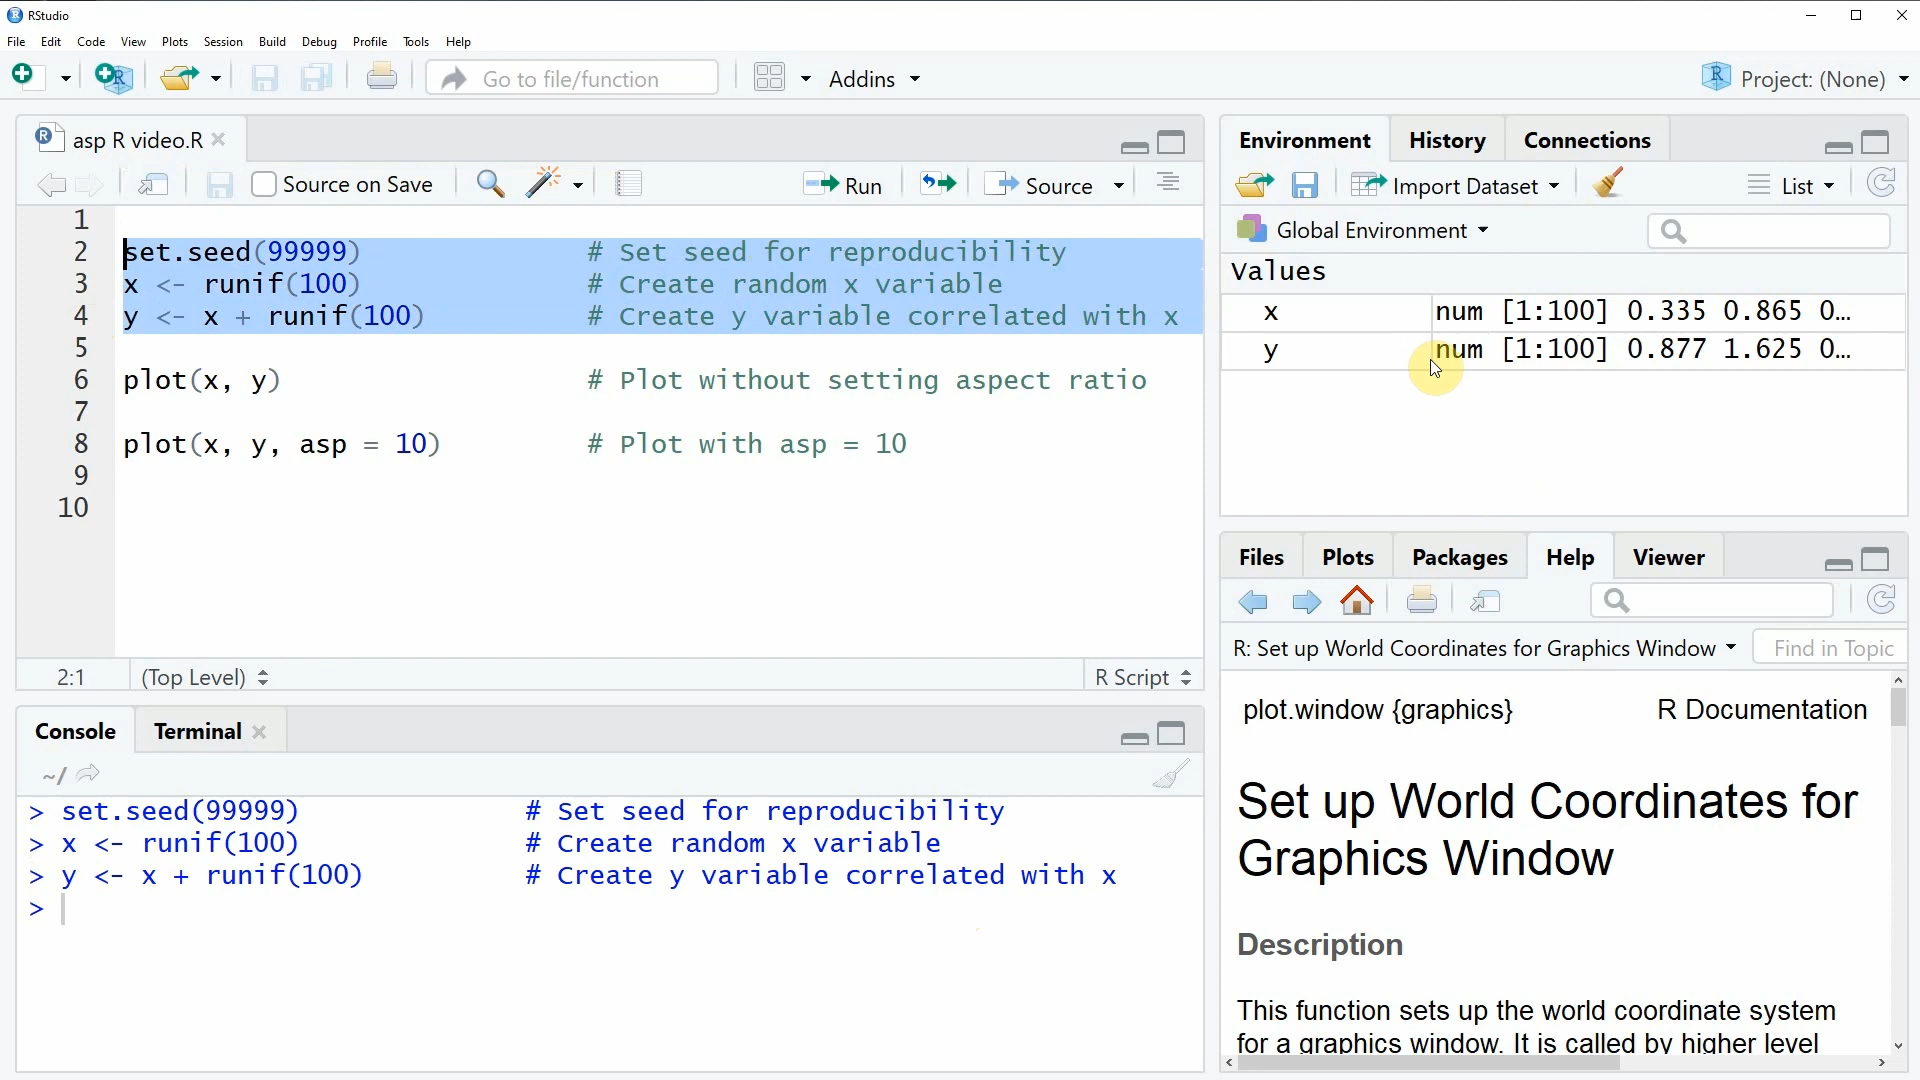 RStudio
File Edit Code View Plots Session Build Debug Profile Tools Help
Go to file/function Addins Project: (None)
asp R video.R
Source on Save Run Source
1
2 set.seed(99999) # Set seed for reproducibility
3 x <- runif(100) # Create random x variable
4 y <- x + runif(100) # Create y variable correlated with x
5
6 plot(x, y) # Plot without setting aspect ratio
7
8 plot(x, y, asp = 10) # Plot with asp = 10
9
10
2:1 (Top Level) R Script
Console Terminal
~/
> set.seed(99999) # Set seed for reproducibility
> x <- runif(100) # Create random x variable
> y <- x + runif(100) # Create y variable correlated with x
>
Environment History Connections
Import Dataset List
Global Environment
Values
x num [1:100] 0.335 0.865 0...
y num [1:100] 0.877 1.625 0...
Files Plots Packages Help Viewer
R: Set up World Coordinates for Graphics Window Find in Topic
plot.window {graphics} R Documentation
Set up World Coordinates for
Graphics Window
Description
This function sets up the world coordinate system
for a graphics window. It is called by higher level